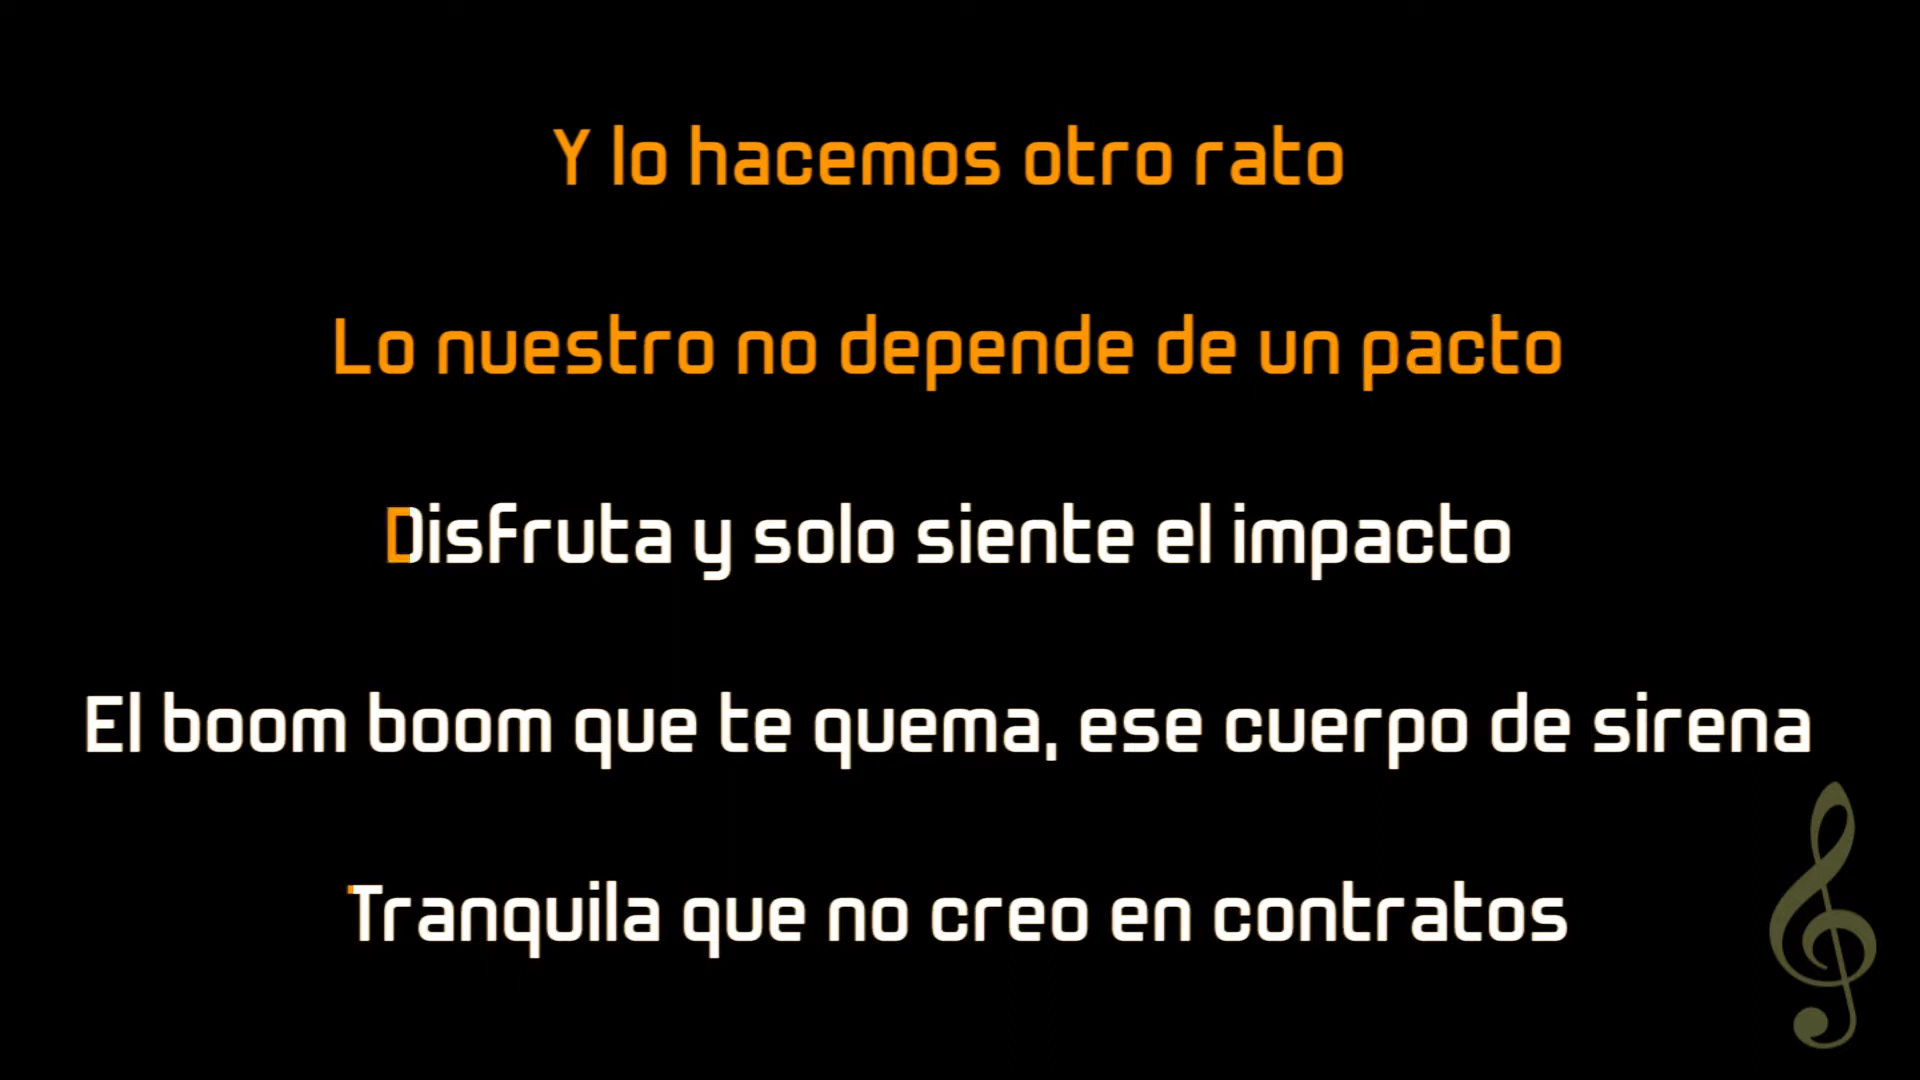 Y lo hacemos otro rato
Lo nuestro no depende de un pacto
Disfruta y solo siente el impacto
El boom boom que te quema, ese cuerpo de sirena
Tranquila que no creo en contratos